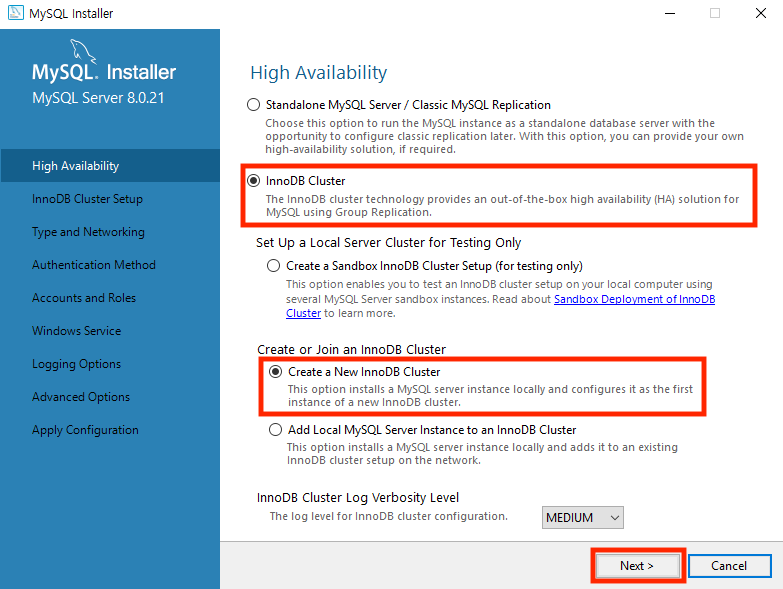 MySQL Installer
MySQL. Installer
MySQL Server 8.0.21
High Availability
InnoDB Cluster Setup
Type and Networking
Authentication Method
Accounts and Roles
Windows Service
Logging Options
Advanced Options
Apply Configuration
High Availability
Standalone MySQL Server / Classic MySQL Replication
Choose this option to run the MySQL instance as a standalone database server with the
opportunity to configure classic replication later. With this option, you can provide your own
high-availability solution, if required.
InnoDB Cluster
The InnoDB cluster technology provides an out-of-the-box high availability (HA) solution for
MySQL using Group Replication.
Set Up a Local Server Cluster for Testing Only
Create a Sandbox InnoDB Cluster Setup (for testing only)
This option enables you to test an InnoDB cluster setup on your local computer using
several MySQL Server sandbox instances. Read about Sandbox Deployment of InnoDB
Cluster to learn more.
Create or Join an InnoDB Cluster
Create a New InnoDB Cluster
This option installs a MySQL server instance locally and configures it as the first
instance of a new InnoDB cluster.
Add Local MySQL Server Instance to an InnoDB Cluster
This option installs a MySQL server instance locally and adds it to an existing
InnoDB cluster setup on the network.
InnoDB Cluster Log Verbosity Level
The log level for InnoDB cluster configuration.
MEDIUM
Next >
Cancel